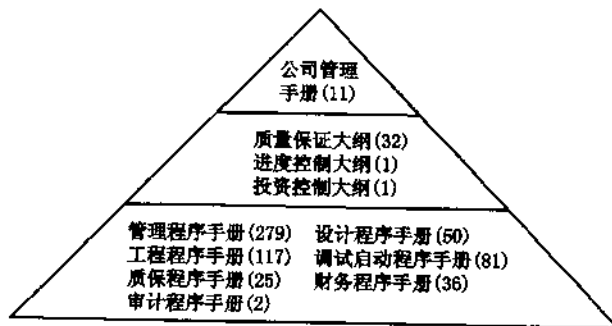 公司管理
手册(11)
质量保证大纲(32)
进度控制大纲(1)
投资控制大纲(1)
管理程序手册(279) 设计程序手册(50)
工程程序手册(117) 调试启动程序手册(81)
质保程序手册(25) 财务程序手册(36)
审计程序手册(2)